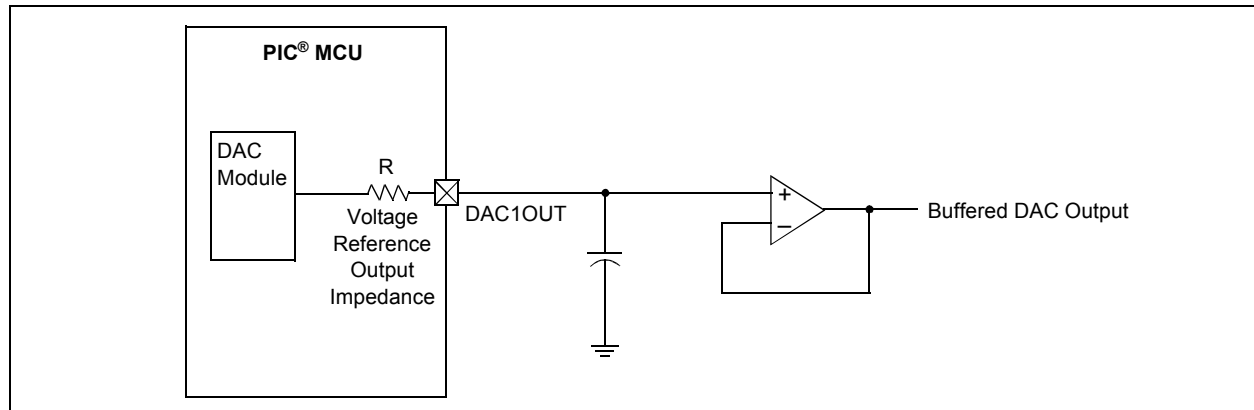 PIC® MCU
DAC
Module
R
DAC1OUT
Voltage
Reference
Output
Impedance
+
–
Buffered DAC Output